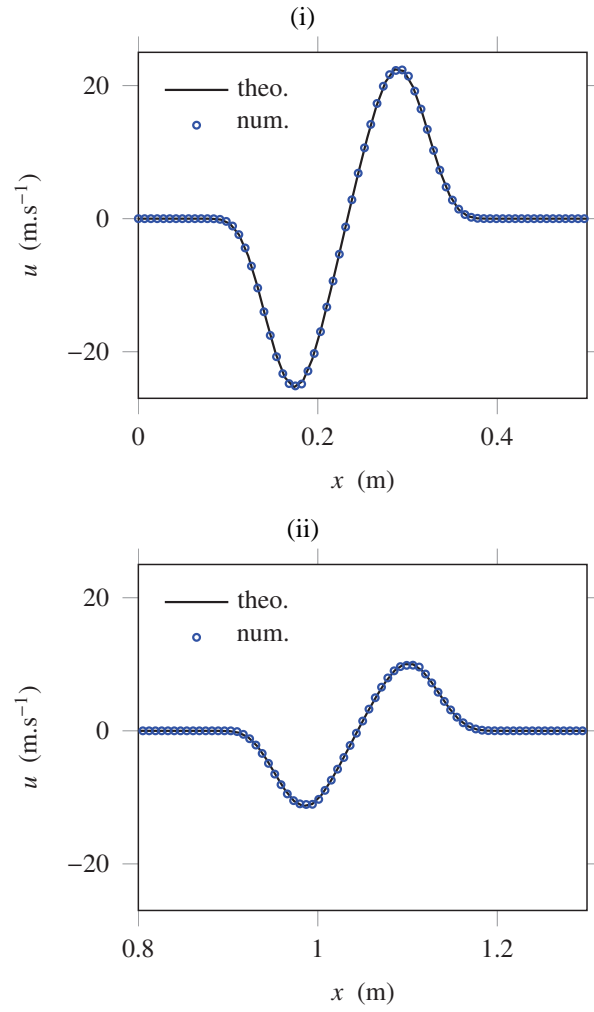 (i)
20
0
−20
theo.
num.
u (m.s⁻¹)
0 0.2 0.4
x (m)
(ii)
20
0
−20
theo.
num.
u (m.s⁻¹)
0.8 1 1.2
x (m)